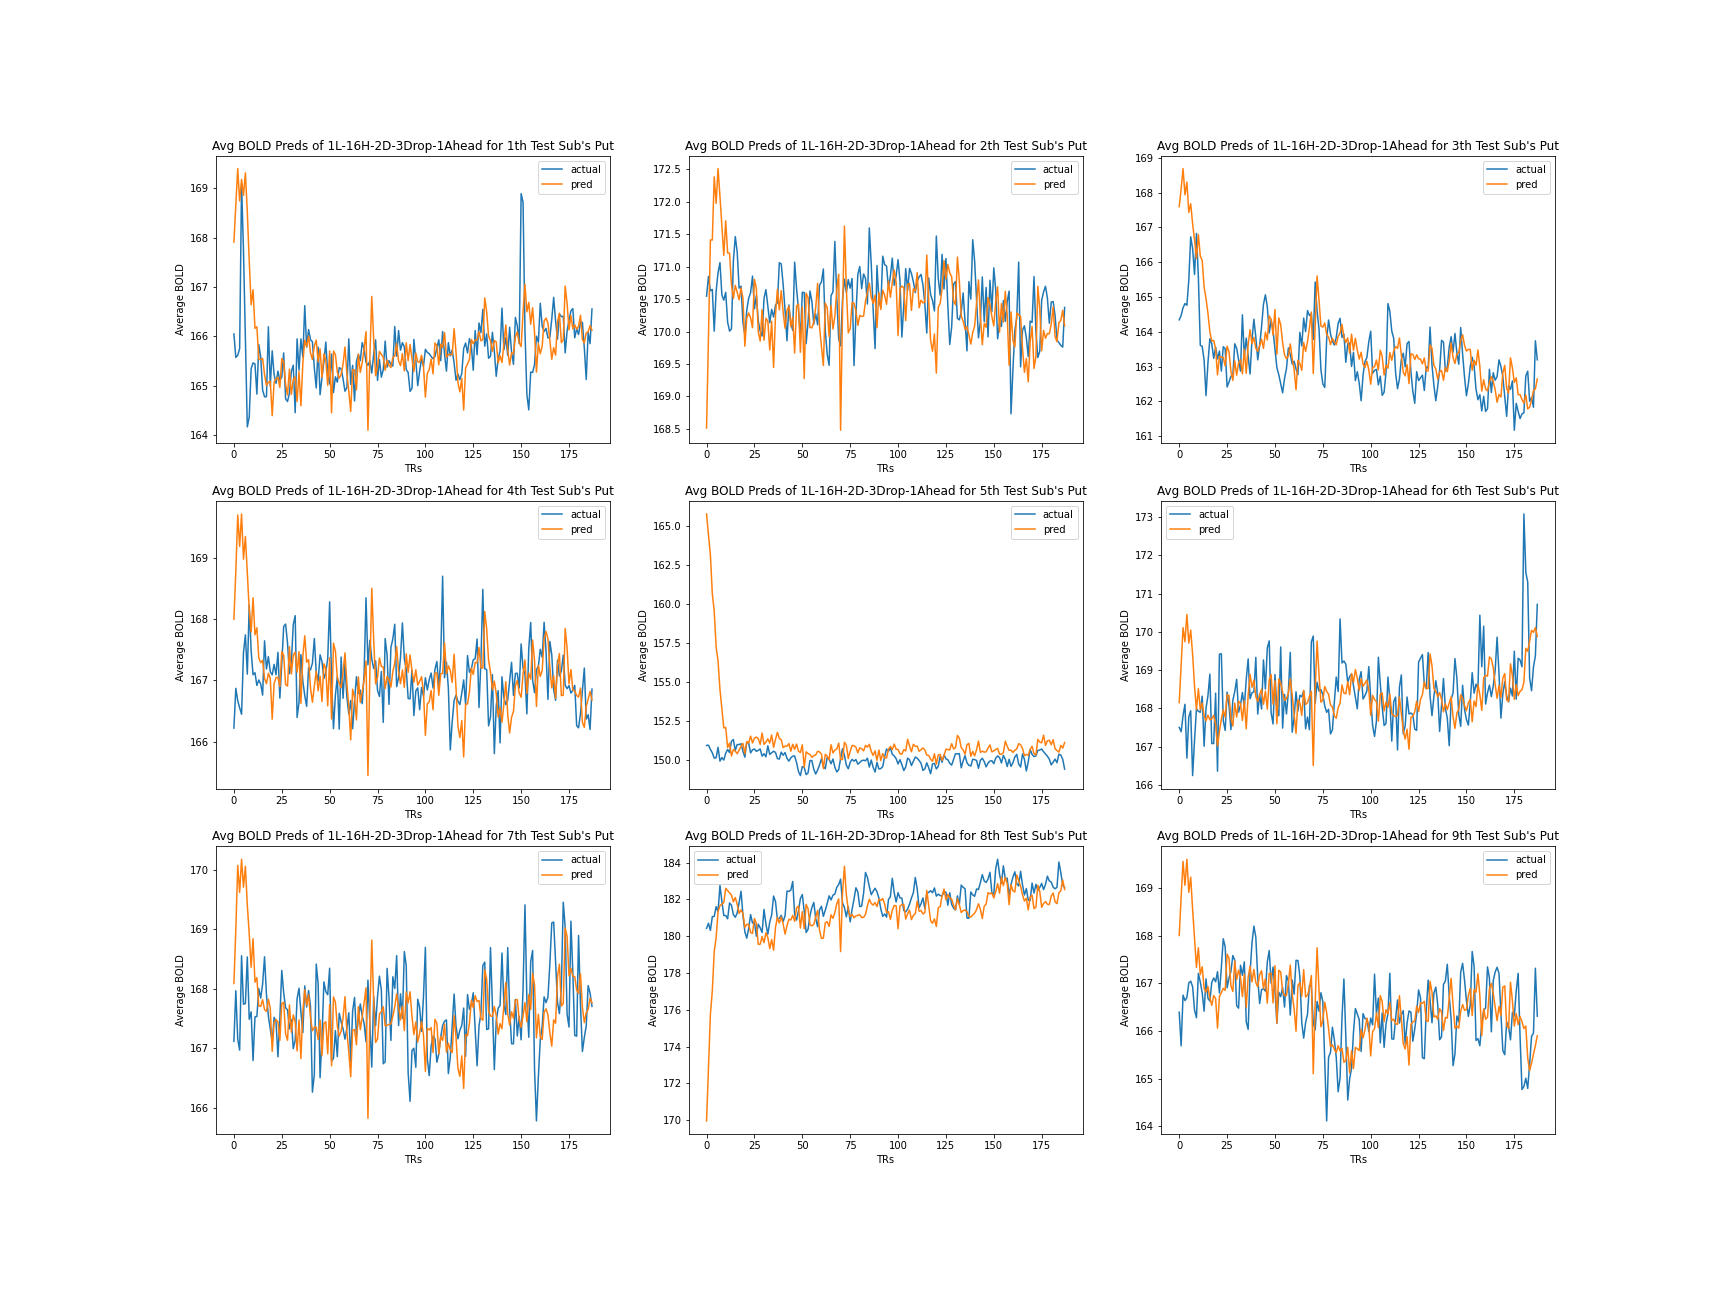 Avg BOLD Preds of 1L-16H-2D-3Drop-1Ahead for 1th Test Sub's Put
169
168
167
166
165
164
Average BOLD
actual
pred
0 25 50 75 100 125 150 175
TRs
Avg BOLD Preds of 1L-16H-2D-3Drop-1Ahead for 2th Test Sub's Put
172.5
172.0
171.5
171.0
170.5
170.0
169.5
169.0
168.5
Average BOLD
actual
pred
0 25 50 75 100 125 150 175
TRs
Avg BOLD Preds of 1L-16H-2D-3Drop-1Ahead for 3th Test Sub's Put
169
168
167
166
165
164
163
162
161
Average BOLD
actual
pred
0 25 50 75 100 125 150 175
TRs
Avg BOLD Preds of 1L-16H-2D-3Drop-1Ahead for 4th Test Sub's Put
169
168
167
166
Average BOLD
actual
pred
0 25 50 75 100 125 150 175
TRs
Avg BOLD Preds of 1L-16H-2D-3Drop-1Ahead for 5th Test Sub's Put
165.0
162.5
160.0
157.5
155.0
152.5
150.0
Average BOLD
actual
pred
0 25 50 75 100 125 150 175
TRs
Avg BOLD Preds of 1L-16H-2D-3Drop-1Ahead for 6th Test Sub's Put
173
172
171
170
169
168
167
166
Average BOLD
actual
pred
0 25 50 75 100 125 150 175
TRs
Avg BOLD Preds of 1L-16H-2D-3Drop-1Ahead for 7th Test Sub's Put
170
169
168
167
166
Average BOLD
actual
pred
0 25 50 75 100 125 150 175
TRs
Avg BOLD Preds of 1L-16H-2D-3Drop-1Ahead for 8th Test Sub's Put
184
182
180
178
176
174
172
170
Average BOLD
actual
pred
0 25 50 75 100 125 150 175
TRs
Avg BOLD Preds of 1L-16H-2D-3Drop-1Ahead for 9th Test Sub's Put
169
168
167
166
165
164
Average BOLD
actual
pred
0 25 50 75 100 125 150 175
TRs